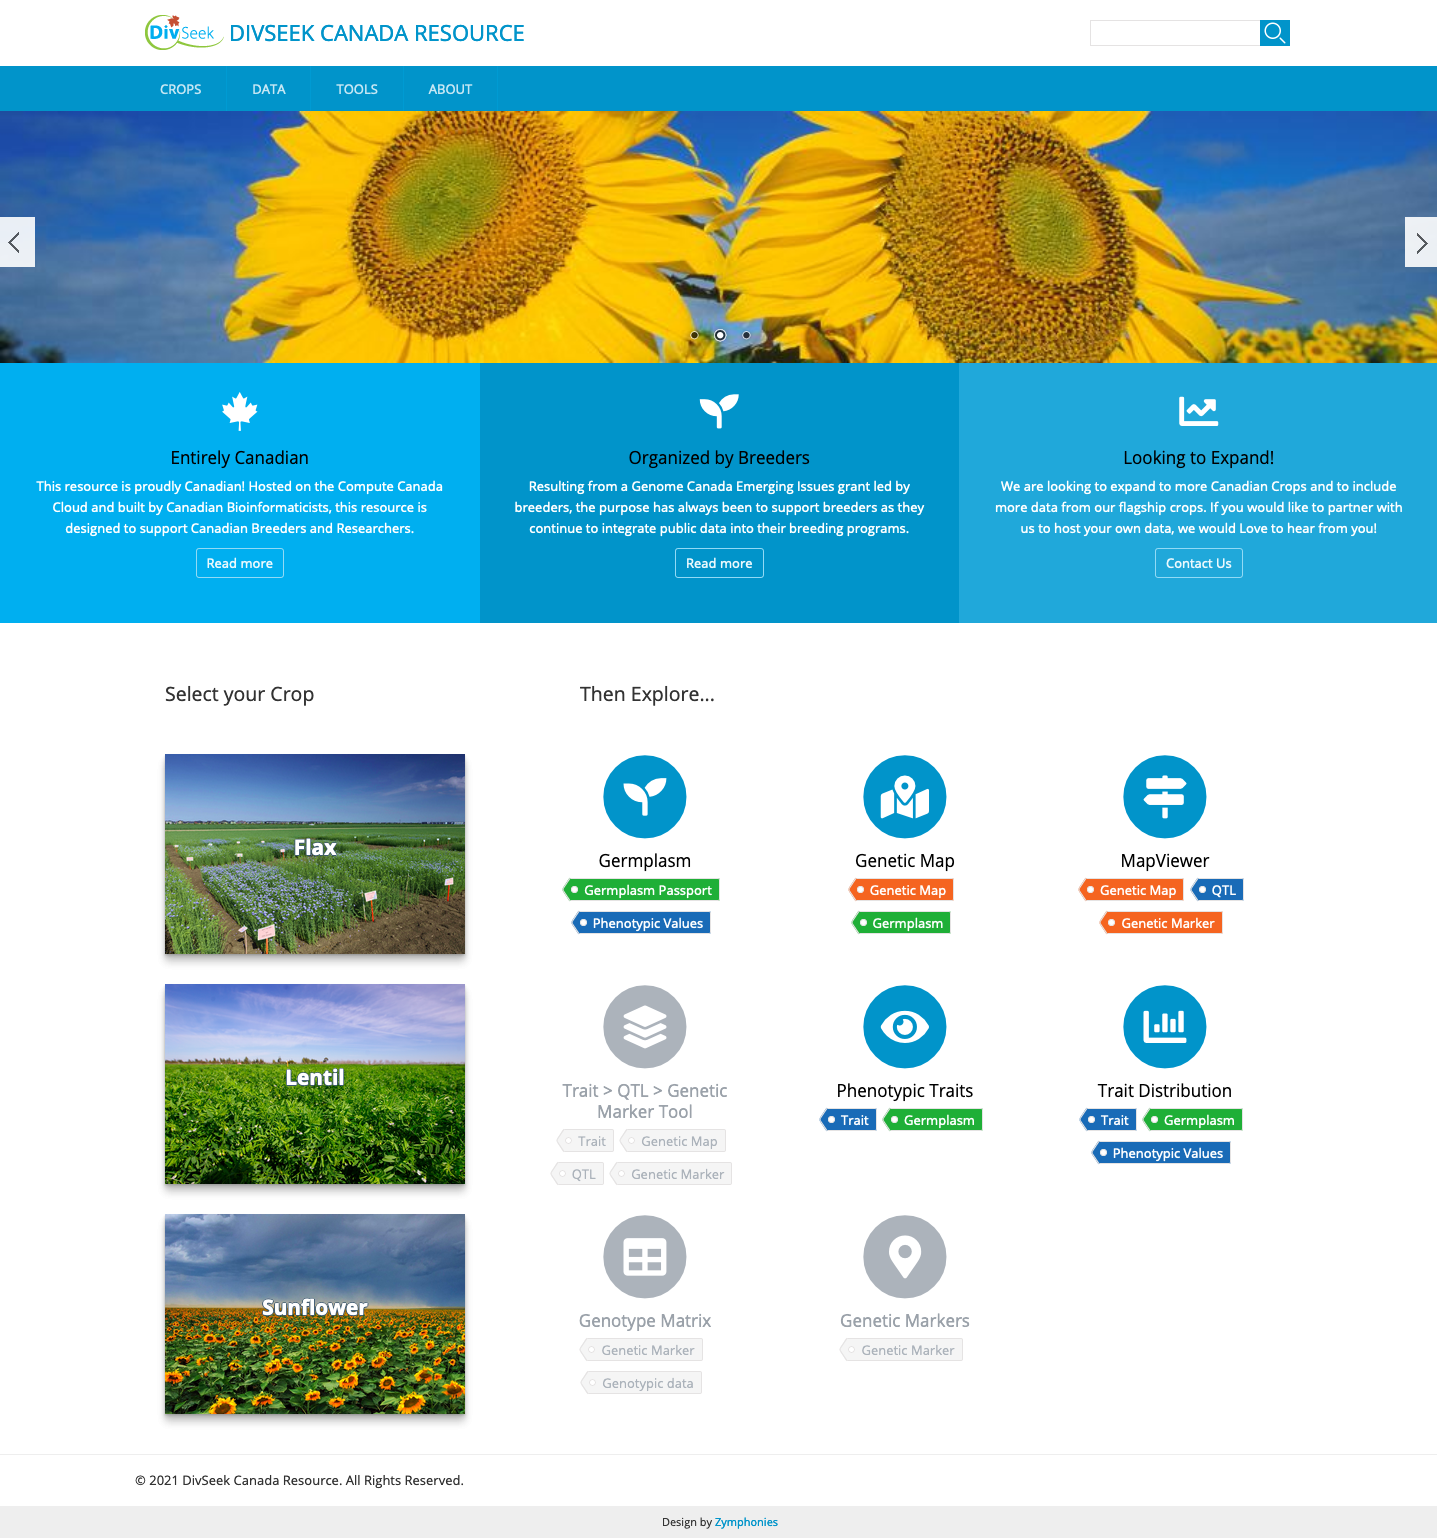 DivSeek
DIVSEEK CANADA RESOURCE
CROPS DATA TOOLS ABOUT
Entirely Canadian
This resource is proudly Canadian! Hosted on the Compute Canada
Cloud and built by Canadian Bioinformaticists, this resource is
designed to support Canadian Breeders and Researchers.
Read more
Organized by Breeders
Resulting from a Genome Canada Emerging Issues grant led by
breeders, the purpose has always been to support breeders as they
continue to integrate public data into their breeding programs.
Read more
Looking to Expand!
We are looking to expand to more Canadian Crops and to include
more data from our flagship crops. If you would like to partner with
us to host your own data, we would Love to hear from you!
Contact Us
Select your Crop
Flax
Lentil
Sunflower
Then Explore...
Germplasm
Germplasm Passport
Phenotypic Values
Genetic Map
Genetic Map
Germplasm
MapViewer
Genetic Map QTL
Genetic Marker
Trait > QTL > Genetic
Marker Tool
Trait Genetic Map
QTL Genetic Marker
Phenotypic Traits
Trait Germplasm
Trait Distribution
Trait Germplasm
Phenotypic Values
Genotype Matrix
Genetic Marker
Genotypic data
Genetic Markers
Genetic Marker
© 2021 DivSeek Canada Resource. All Rights Reserved.
Design by Zymphonies